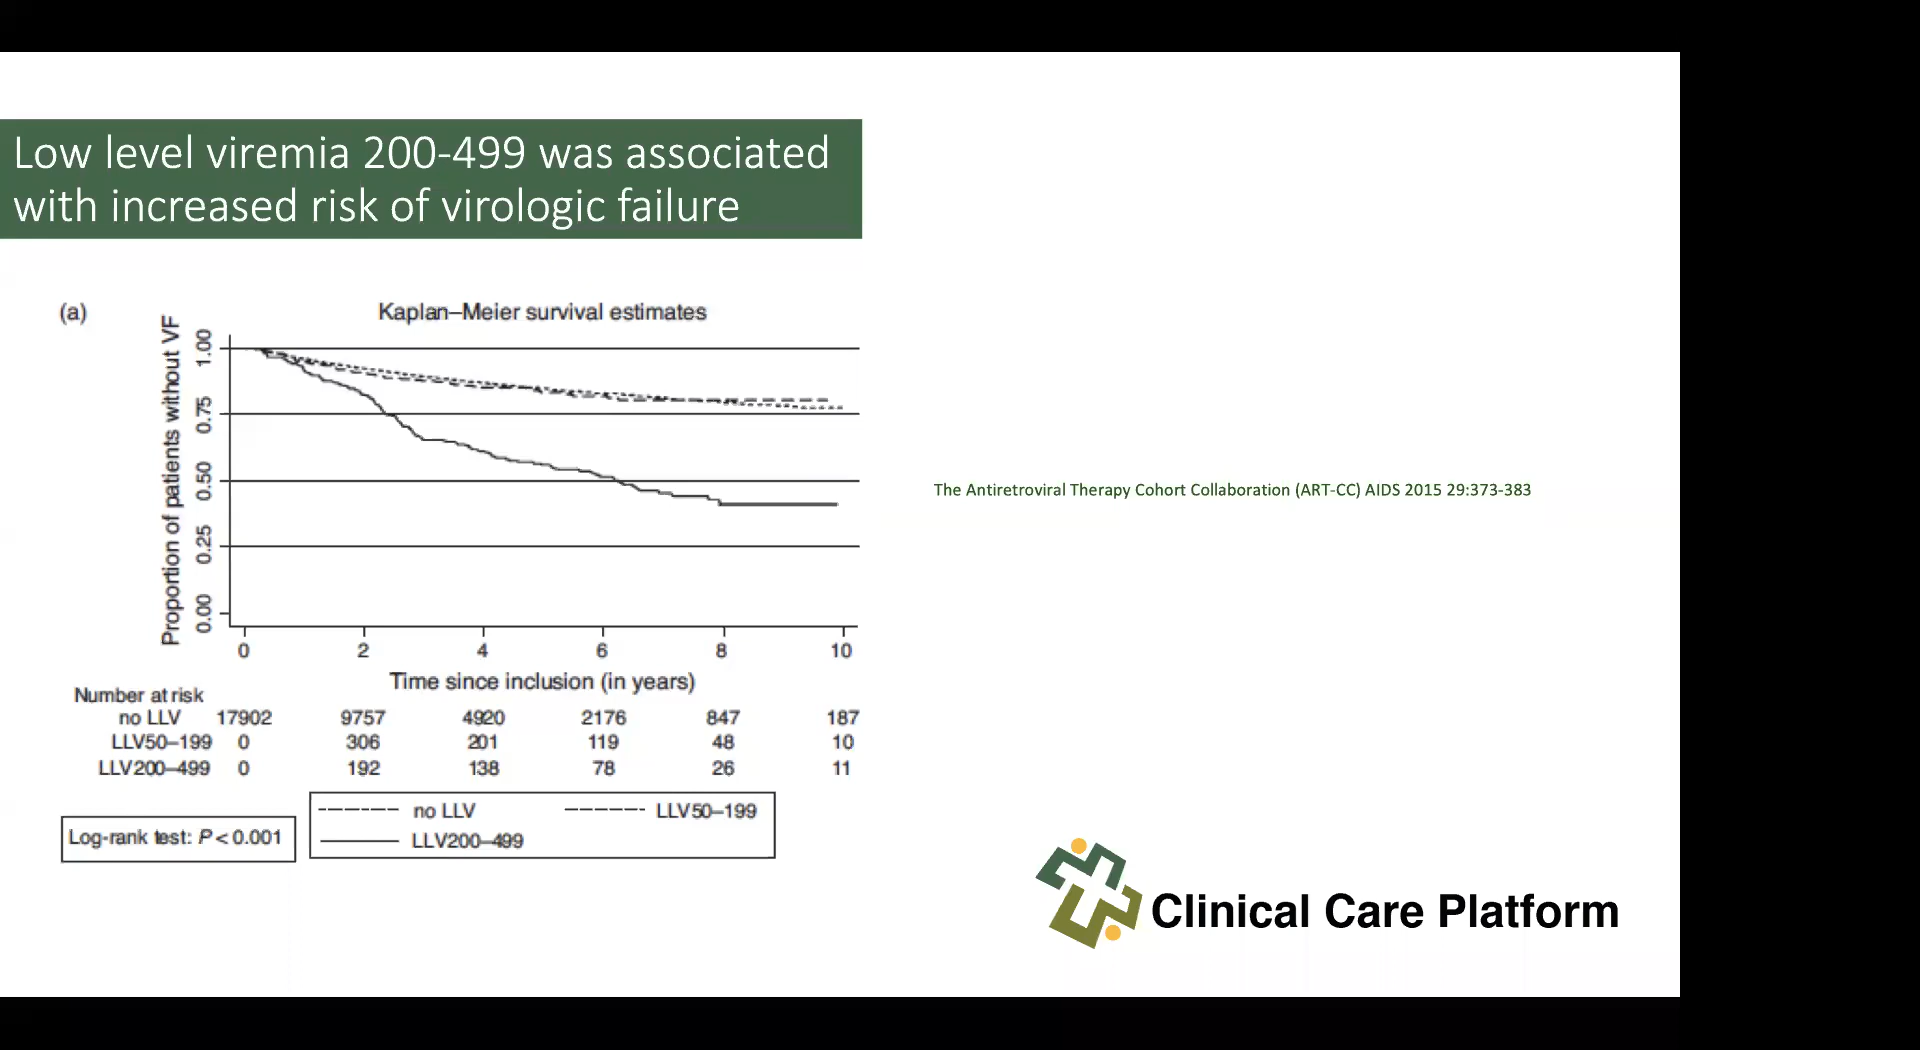 Low level viremia 200-499 was associated
with increased risk of virologic failure
(a)
Kaplan–Meier survival estimates
Proportion of patients without VF
1.00
0.75
0.50
0.25
0.00
0 2 4 6 8 10
Time since inclusion (in years)
Number at risk
no LLV 17902 9757 4920 2176 847 187
LLV50–199 0 306 201 119 48 10
LLV200–499 0 192 138 78 26 11
no LLV LLV50–199
LLV200–499
Log-rank test: P < 0.001
The Antiretroviral Therapy Cohort Collaboration (ART-CC) AIDS 2015 29:373-383
Clinical Care Platform